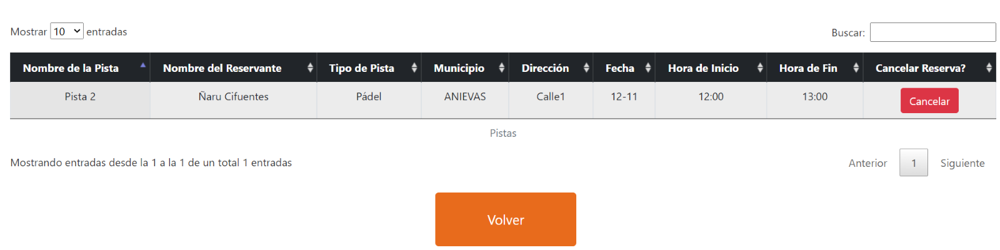 Mostrar 10 entradas Buscar:
Nombre de la Pista Nombre del Reservante Tipo de Pista Municipio Dirección Fecha Hora de Inicio Hora de Fin Cancelar Reserva?
Pista 2 Ñaru Cifuentes Pádel ANIEVAS Calle1 12-11 12:00 13:00 Cancelar
Pistas
Mostrando entradas desde la 1 a la 1 de un total 1 entradas Anterior 1 Siguiente
Volver